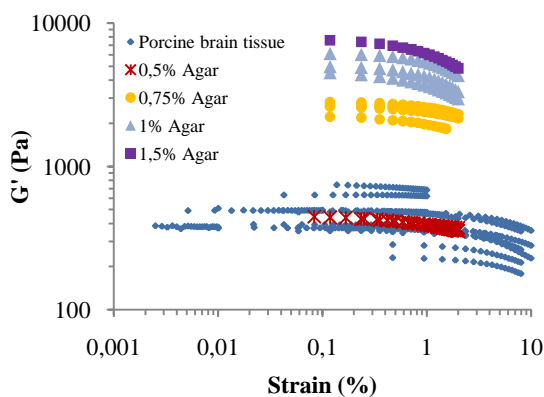 10000
1000
100
G' (Pa)
Porcine brain tissue
0,5% Agar
0,75% Agar
1% Agar
1,5% Agar
0,001 0,01 0,1 1 10
Strain (%)